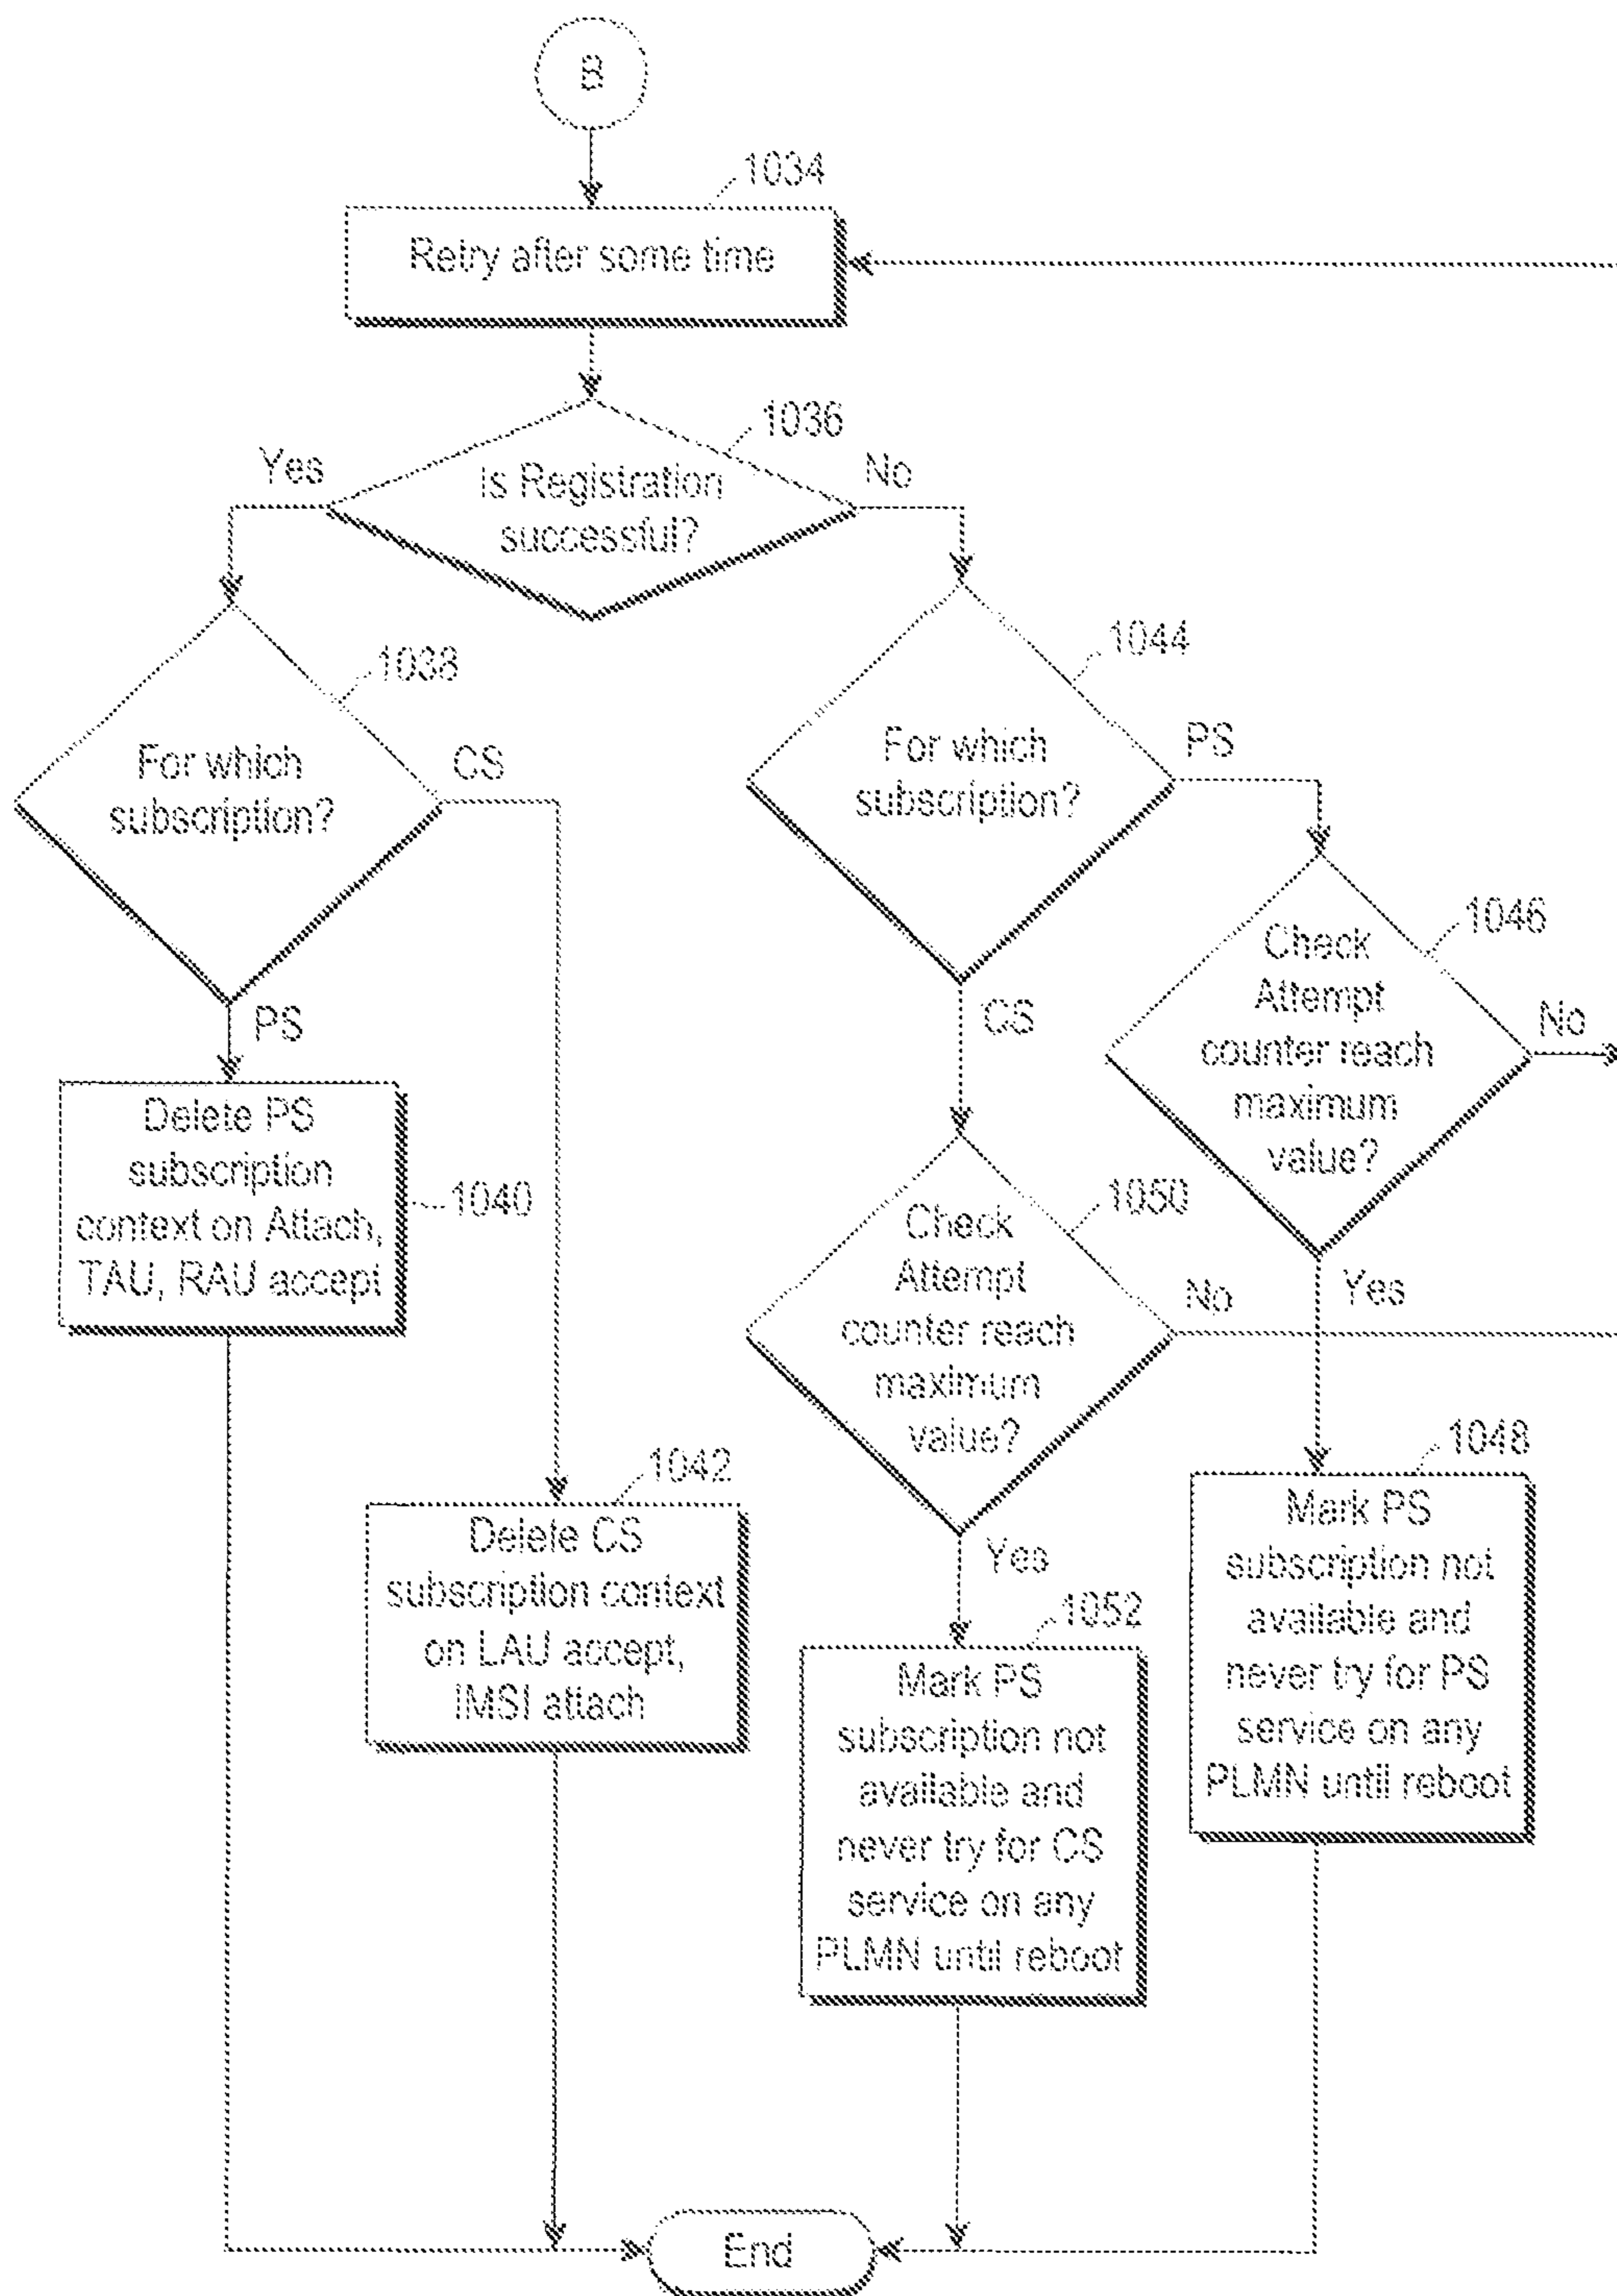 B
1034
Retry after some time
1036
Yes
Is Registration
successful?
No
1038
For which
subscription?
CS
PS
1044
For which
subscription?
PS
CS
1046
Check
Attempt
counter reach
maximum
value?
No
Yes
Delete PS
subscription
context on Attach,
TAU, RAU accept
1040
1050
Check
Attempt
counter reach
maximum
value?
No
Yes
1042
Delete CS
subscription context
on LAU accept,
IMSI attach
1048
Mark PS
subscription not
available and
never try for PS
service on any
PLMN until reboot
1052
Mark PS
subscription not
available and
never try for CS
service on any
PLMN until reboot
End